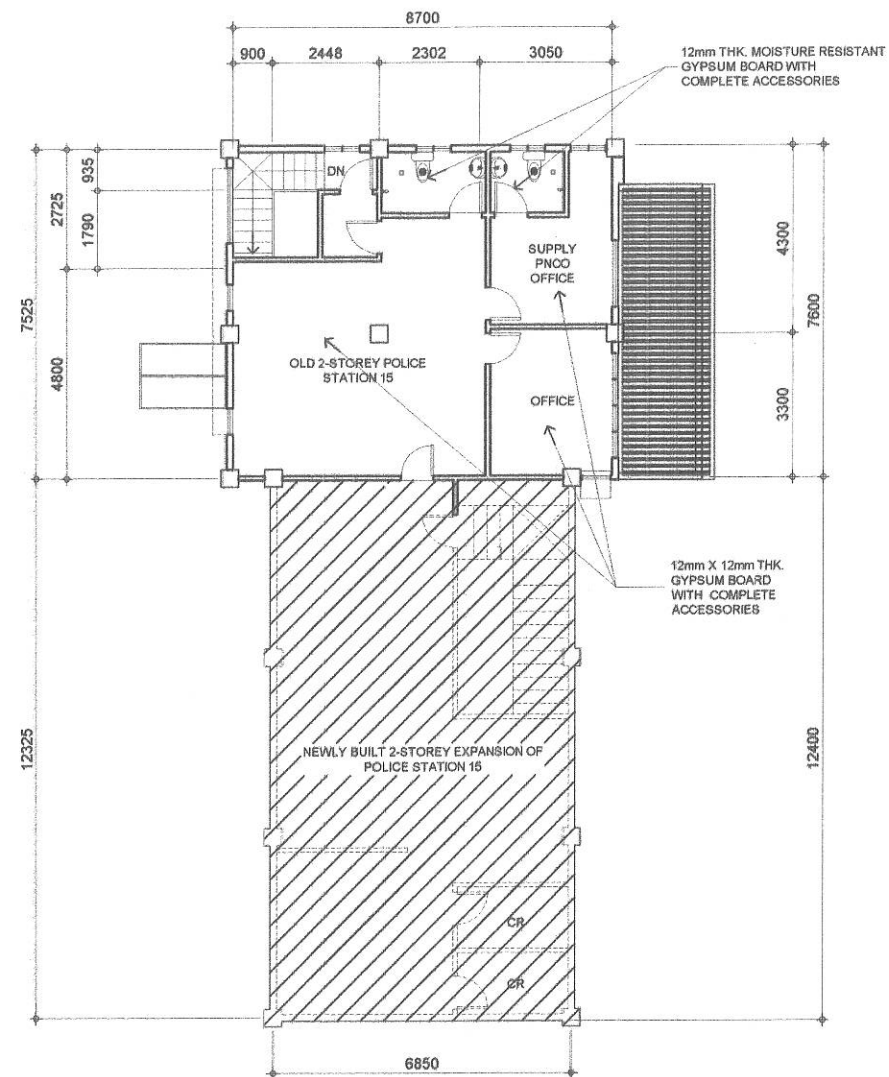 8700
900
2448
2302
3050
12mm THK. MOISTURE RESISTANT
GYPSUM BOARD WITH
COMPLETE ACCESSORIES
935
2725
1790
7525
4800
DN
SUPPLY
PNCO
OFFICE
4300
7600
3300
OLD 2-STOREY POLICE
STATION 15
OFFICE
12mm X 12mm THK.
GYPSUM BOARD
WITH COMPLETE
ACCESSORIES
NEWLY BUILT 2-STOREY EXPANSION OF
POLICE STATION 15
12325
12400
CR
CR
6850